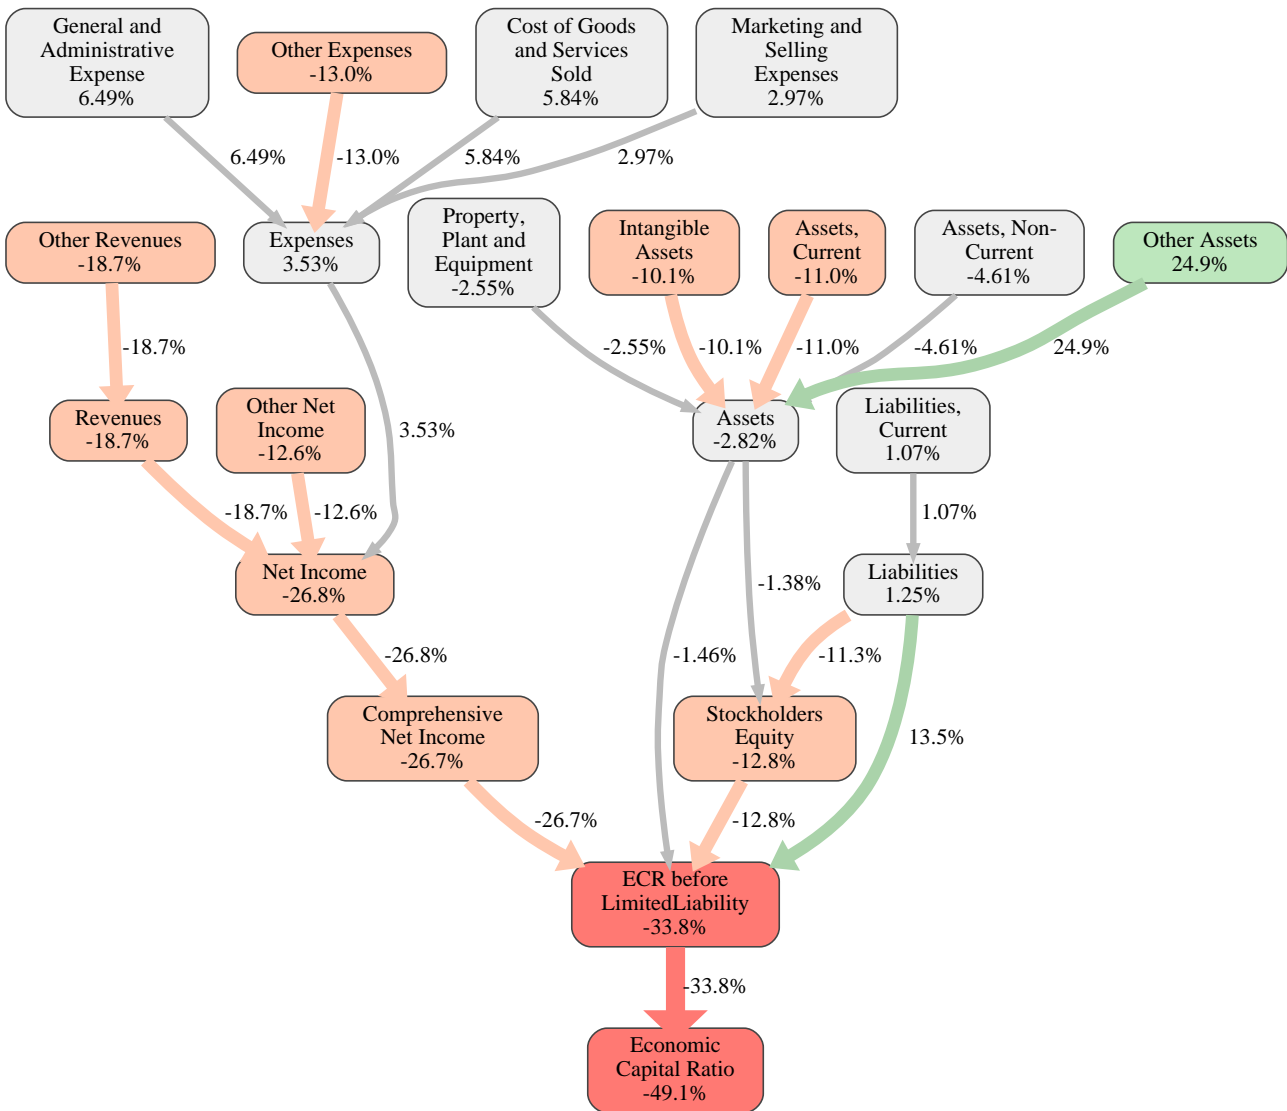 General and
Administrative
Expense
6.49%
Other Expenses
-13.0%
Cost of Goods
and Services
Sold
5.84%
Marketing and
Selling
Expenses
2.97%
6.49%
-13.0%
5.84%
2.97%
Other Revenues
-18.7%
Expenses
3.53%
Property,
Plant and
Equipment
-2.55%
Intangible
Assets
-10.1%
Assets,
Current
-11.0%
Assets, Non-
Current
-4.61%
Other Assets
24.9%
-18.7%
-2.55%
-10.1%
-11.0%
-4.61%
24.9%
Revenues
-18.7%
Other Net
Income
-12.6%
3.53%
Assets
-2.82%
Liabilities,
Current
1.07%
-18.7%
-12.6%
1.07%
Net Income
-26.8%
-1.38%
Liabilities
1.25%
-26.8%
-1.46%
-11.3%
Comprehensive
Net Income
-26.7%
Stockholders
Equity
-12.8%
13.5%
-26.7%
-12.8%
ECR before
LimitedLiability
-33.8%
-33.8%
Economic
Capital Ratio
-49.1%